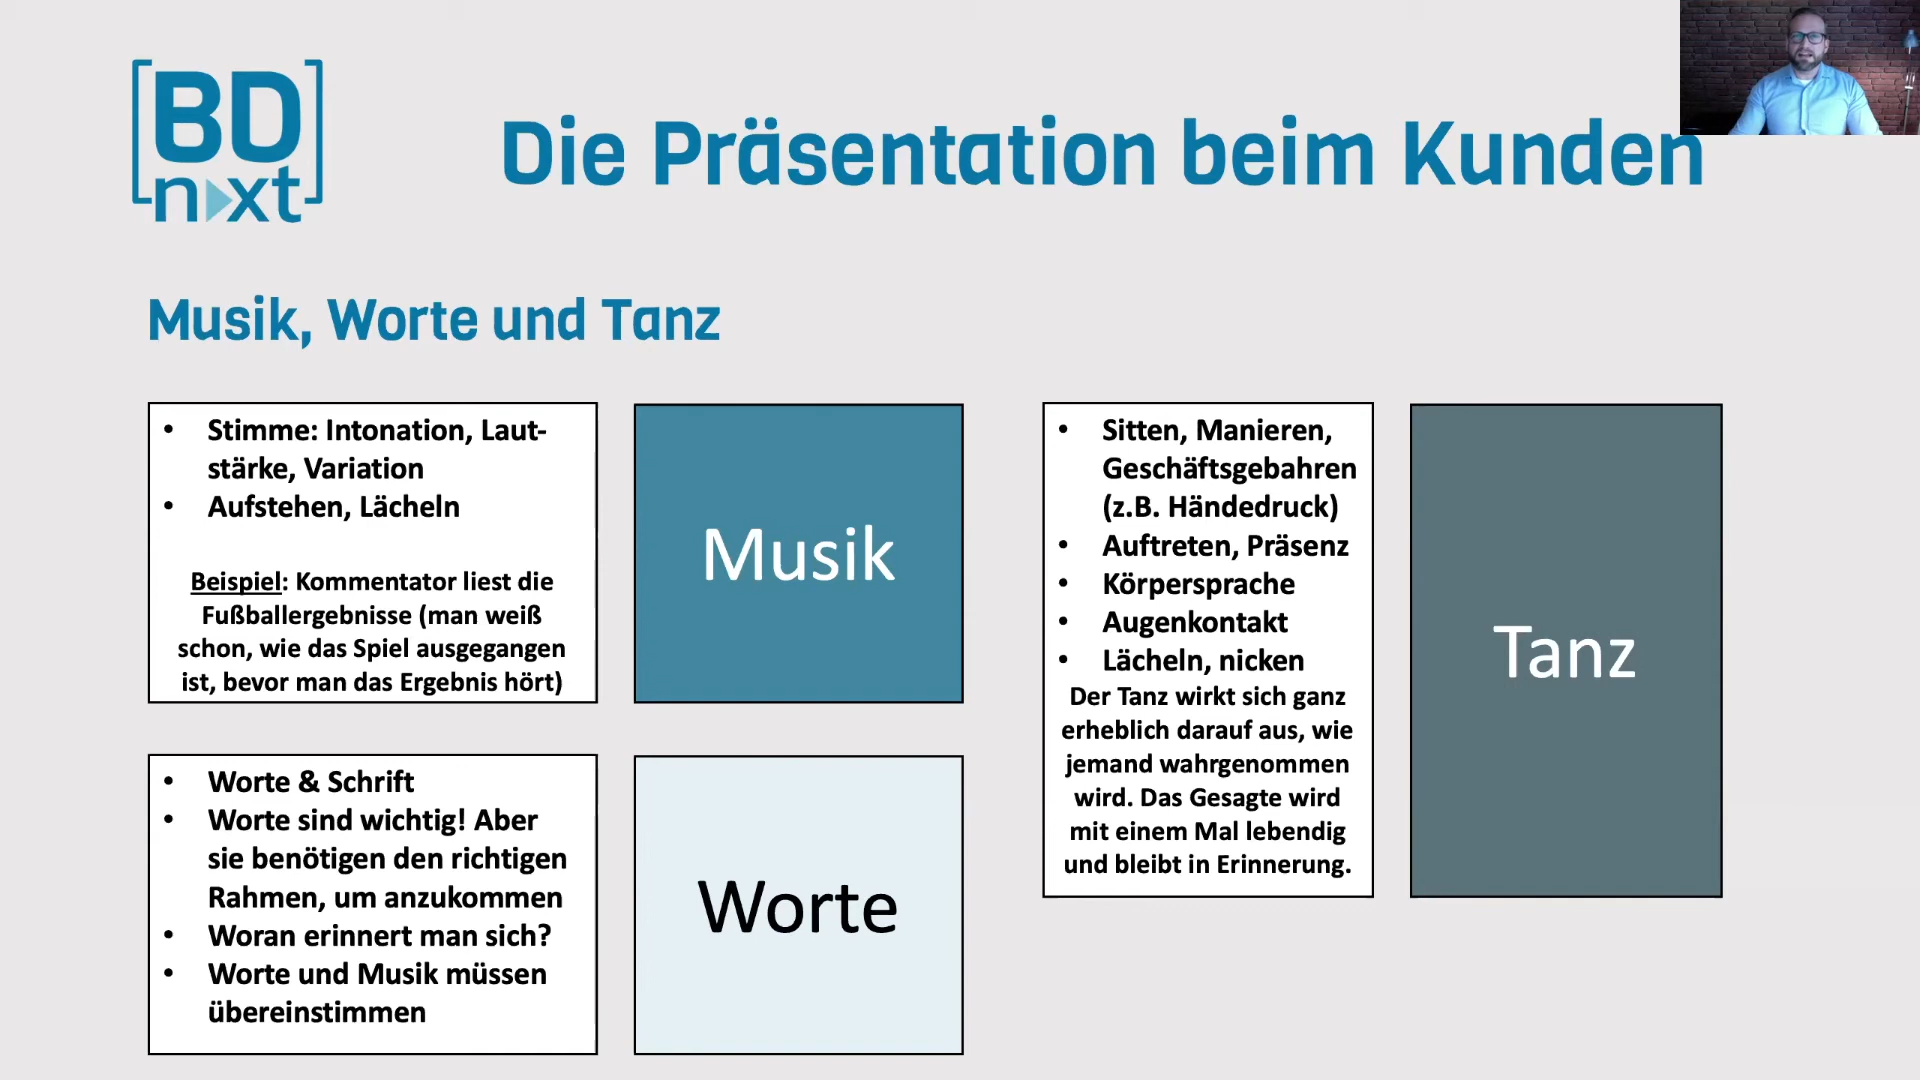 BD
n▶xt
Die Präsentation beim Kunden
Musik, Worte und Tanz
• Stimme: Intonation, Laut-
stärke, Variation
• Aufstehen, Lächeln
Beispiel: Kommentator liest die
Fußballergebnisse (man weiß
schon, wie das Spiel ausgegangen
ist, bevor man das Ergebnis hört)
Musik
• Worte & Schrift
• Worte sind wichtig! Aber
sie benötigen den richtigen
Rahmen, um anzukommen
• Woran erinnert man sich?
• Worte und Musik müssen
übereinstimmen
Worte
• Sitten, Manieren,
Geschäftsgebahren
(z.B. Händedruck)
• Auftreten, Präsenz
• Körpersprache
• Augenkontakt
• Lächeln, nicken
Der Tanz wirkt sich ganz
erheblich darauf aus, wie
jemand wahrgenommen
wird. Das Gesagte wird
mit einem Mal lebendig
und bleibt in Erinnerung.
Tanz